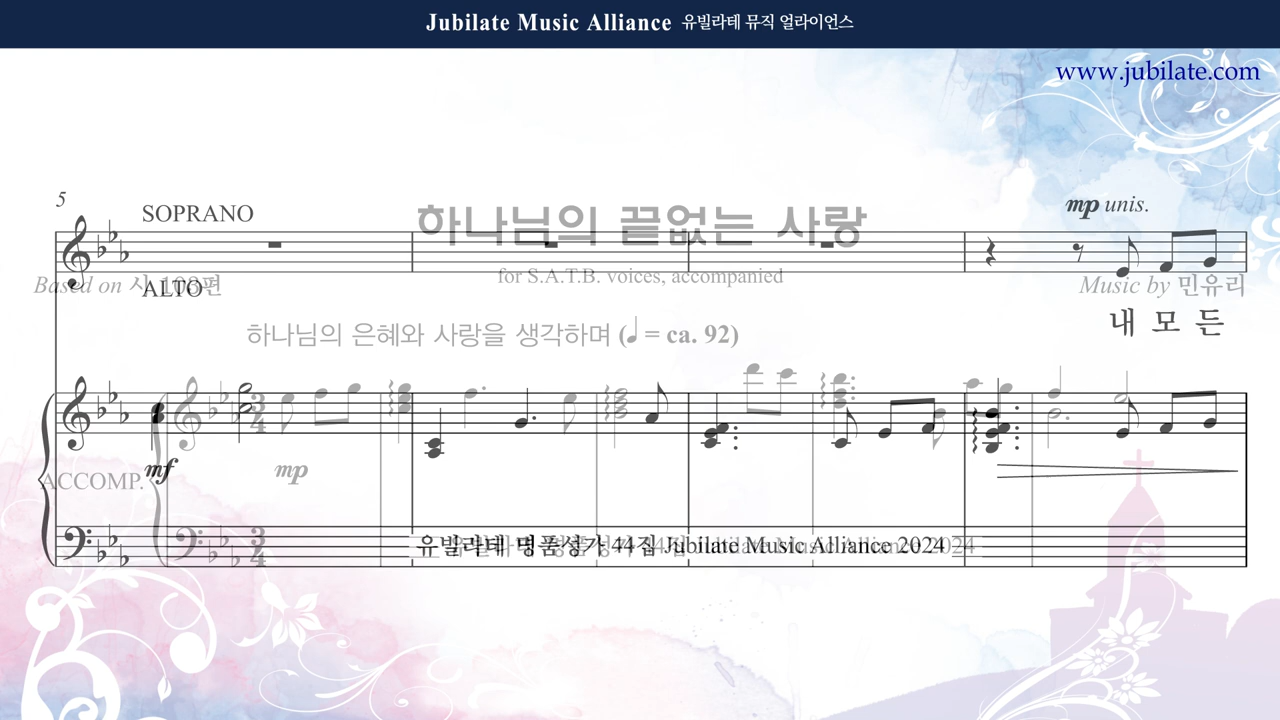 Jubilate Music Alliance 유빌라테 뮤직 얼라이언스
www.jubilate.com
5
SOPRANO
mp unis.
하나님의 끝없는 사랑
for S.A.T.B. voices, accompanied
Based on 시 108편
Music by 민유리
ALTO
내 모 든
하나님의 은혜와 사랑을 생각하며 (♩ = ca. 92)
3
4
mf
mp
ACCOMP.
3
4
유빌라테 명품성가 44집 Jubilate Music Alliance 2024